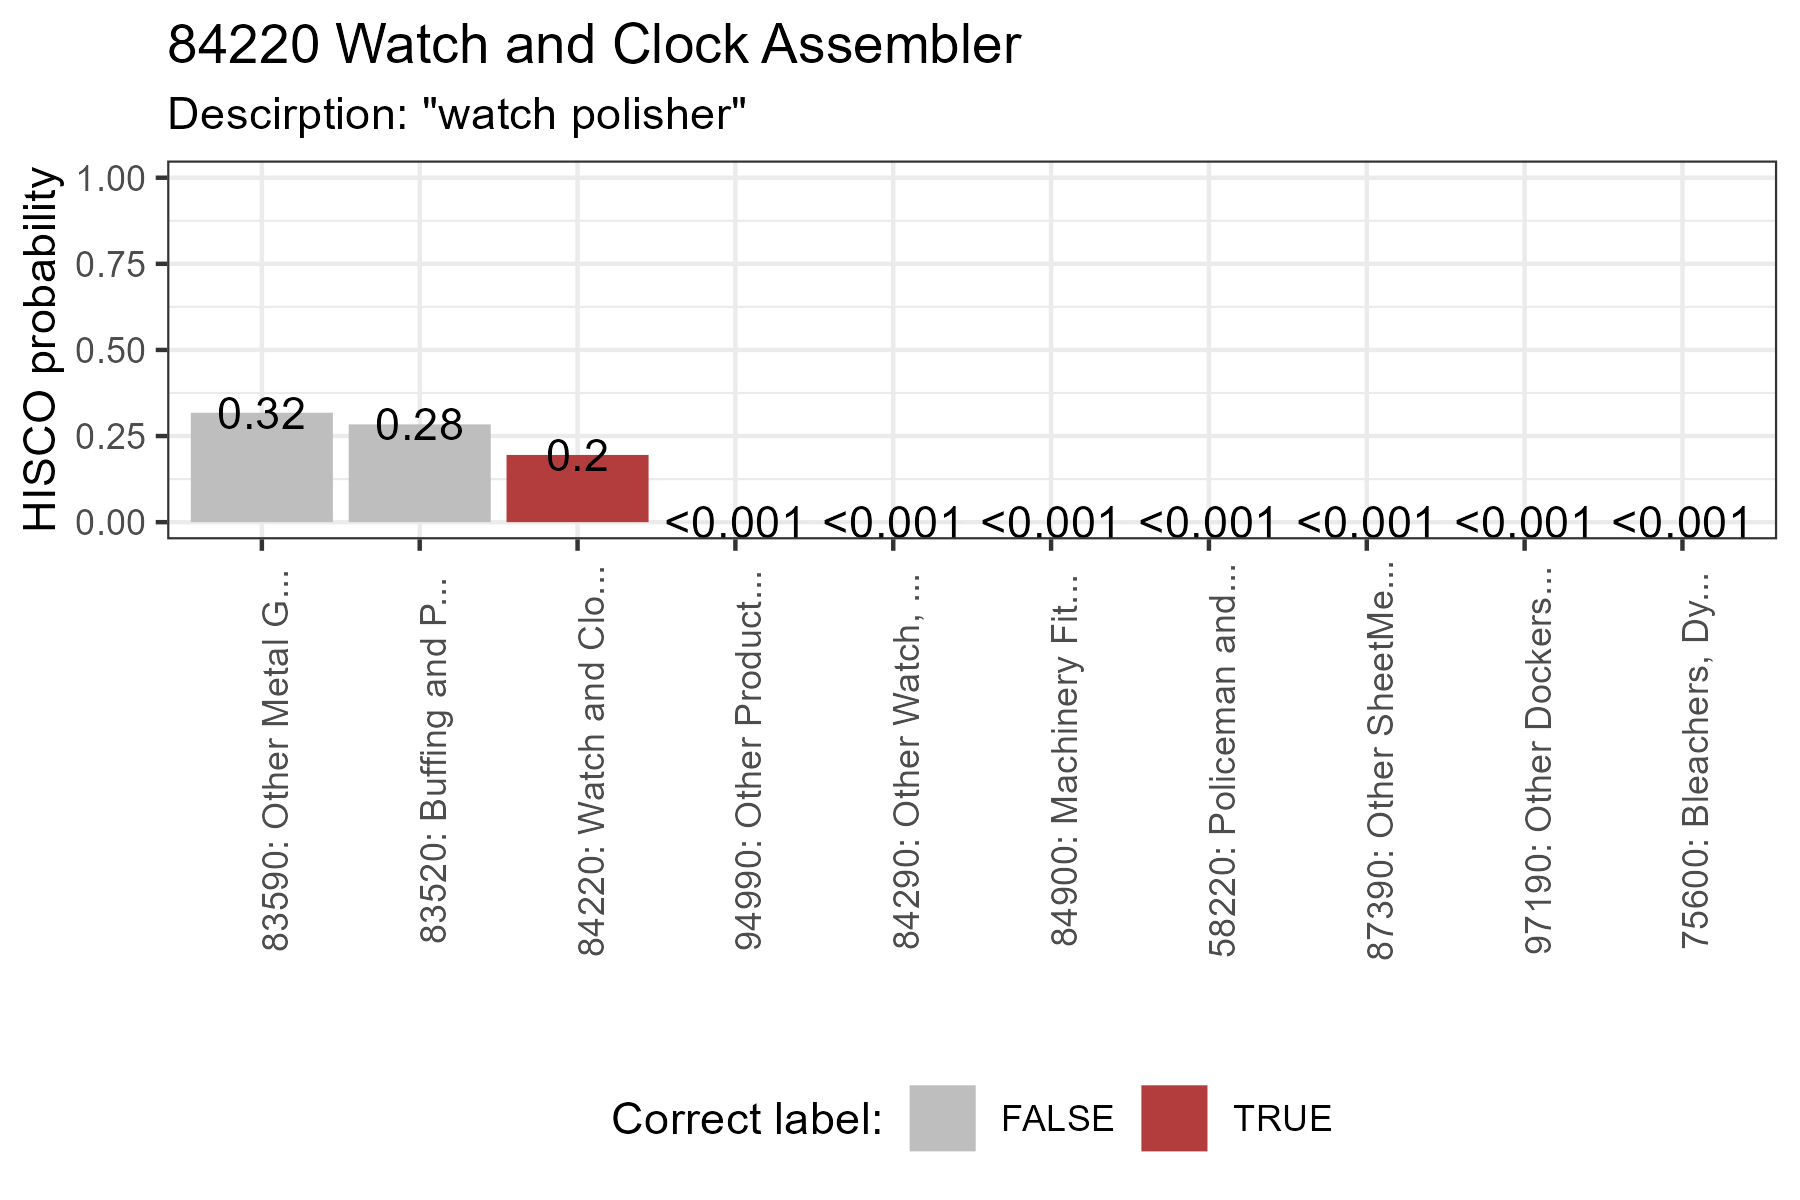 84220 Watch and Clock Assembler
Descirption: "watch polisher"
HISCO probability
1.00
0.75
0.50
0.25
0.00
0.32
0.28
0.2
<0.001
<0.001
<0.001
<0.001
<0.001
<0.001
<0.001
83590: Other Metal G...
83520: Buffing and P...
84220: Watch and Clo...
94990: Other Product...
84290: Other Watch, ...
84900: Machinery Fit...
58220: Policeman and...
87390: Other SheetMe...
97190: Other Dockers...
75600: Bleachers, Dy...
Correct label: FALSE TRUE